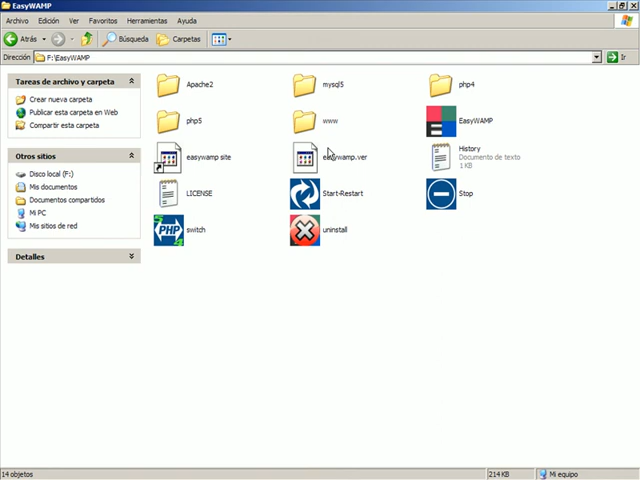 EasyWAMP
Archivo Edición Ver Favoritos Herramientas Ayuda
Atrás Búsqueda Carpetas
Dirección F:\EasyWAMP Ir
Tareas de archivo y carpeta
Crear nueva carpeta
Publicar esta carpeta en Web
Compartir esta carpeta
Otros sitios
Disco local (F:)
Mis documentos
Documentos compartidos
Mi PC
Mis sitios de red
Detalles
Apache2
mysql5
php4
php5
www
EasyWAMP
easywamp site
easywamp.ver
History
Documento de texto
1 KB
LICENSE
Start-Restart
Stop
5
PHP
4
switch
uninstall
14 objetos 214 KB Mi equipo